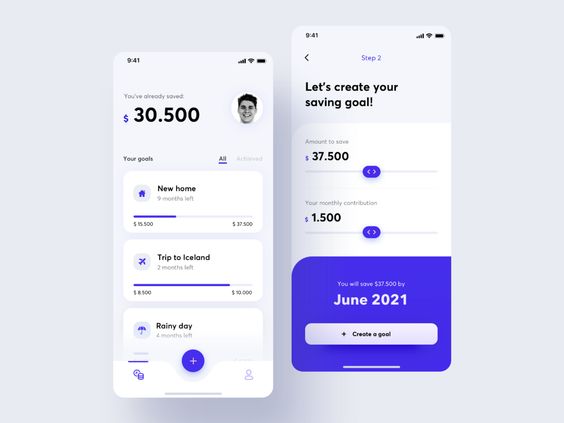 9:41
You've already saved:
$ 30.500
Your goals
All
Achieved
New home
9 months left
$ 15.500
$ 37.500
Trip to Iceland
2 months left
$ 8.500
$ 10.000
Rainy day
4 months left
9:41
Step 2
Let's create your
saving goal!
Amount to save
$ 37.500
Your monthly contribution
$ 1.500
You will save $37.500 by
June 2021
+ Create a goal